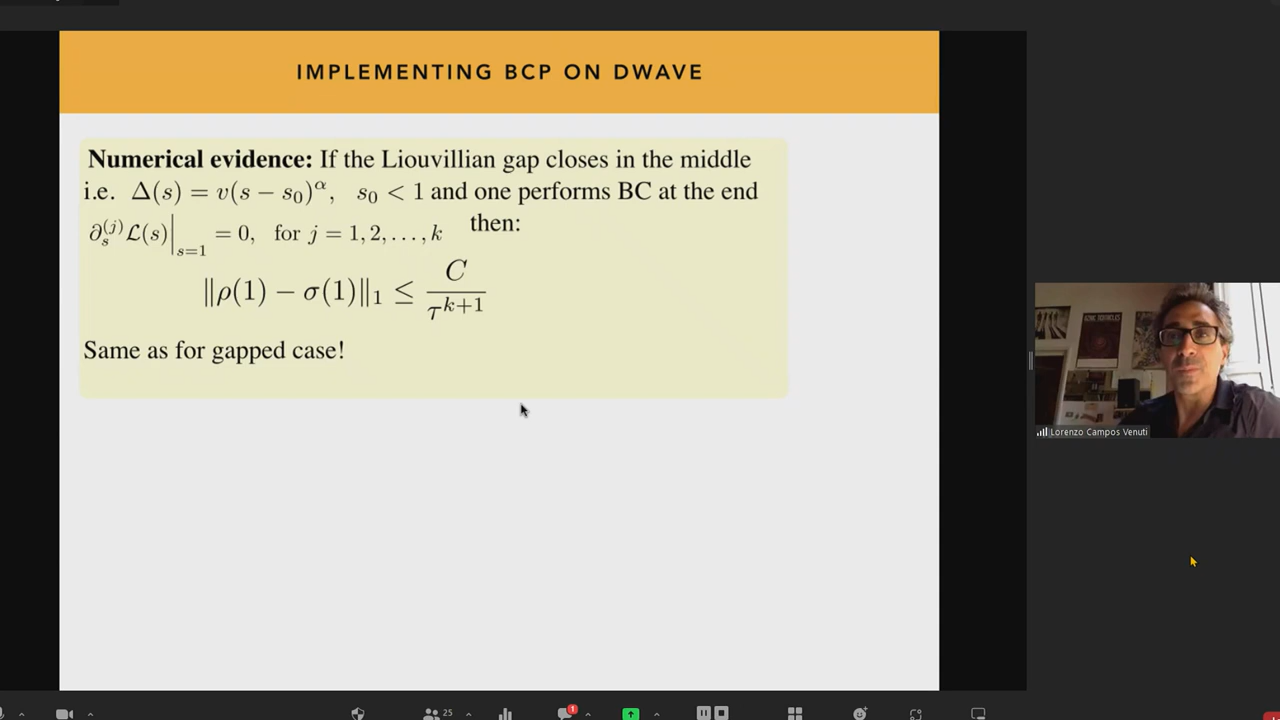 IMPLEMENTING BCP ON DWAVE
Numerical evidence: If the Liouvillian gap closes in the middle
i.e. Δ(s) = v(s − s₀)^α, s₀ < 1 and one performs BC at the end
∂ₛ^(j) ℒ(s)|ₛ₌₁ = 0, for j = 1, 2, . . . , k then:
‖ρ(1) − σ(1)‖₁ ≤ C / τ^(k+1)
Same as for gapped case!
Lorenzo Campos Venuti
25
1